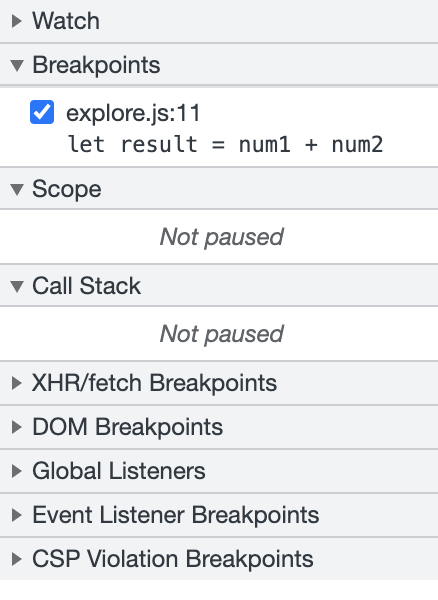 Watch
Breakpoints
explore.js:11
let result = num1 + num2
Scope
Not paused
Call Stack
Not paused
XHR/fetch Breakpoints
DOM Breakpoints
Global Listeners
Event Listener Breakpoints
CSP Violation Breakpoints